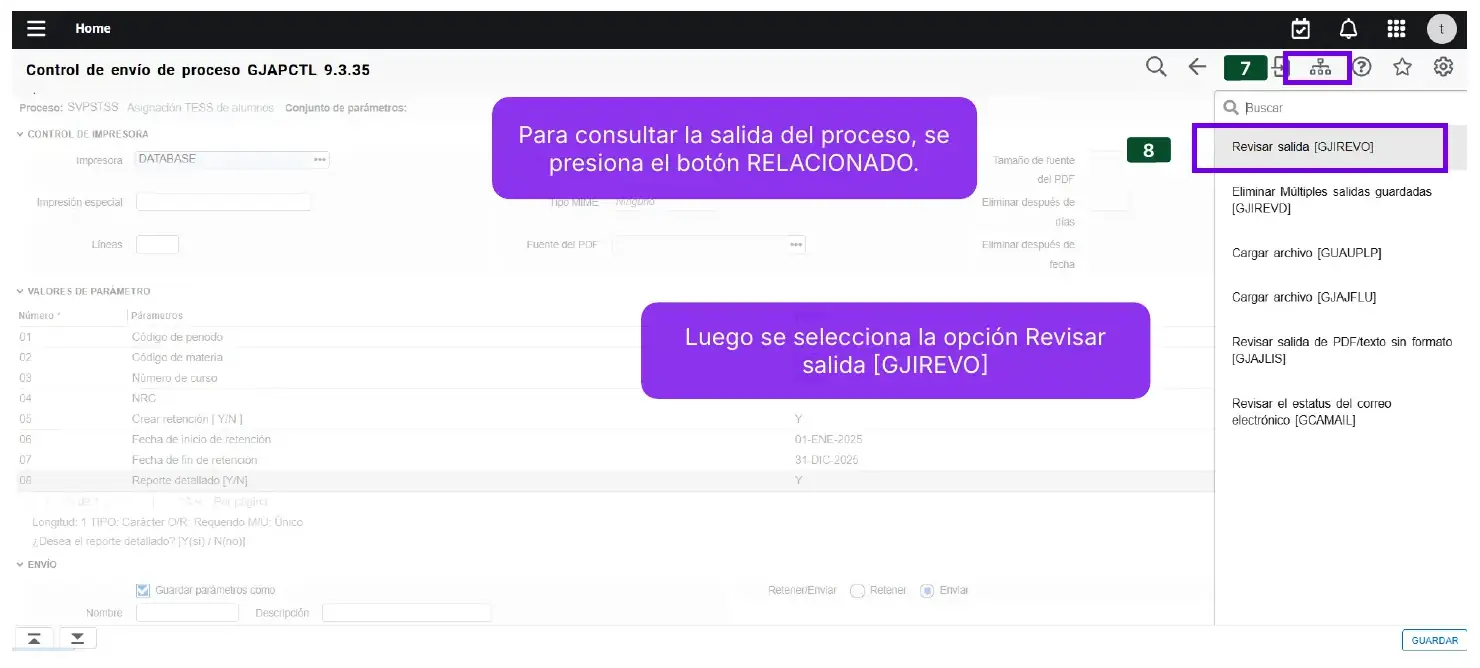 Home
t
Control de envío de proceso GJAPCTL 9.3.35
7
Proceso: SVPSTSS Asignación TESS de alumnos Conjunto de parámetros:
Buscar
CONTROL DE IMPRESORA
Para consultar la salida del proceso, se
presiona el botón RELACIONADO.
8
Revisar salida [GJIREVO]
Impresora DATABASE
Tamaño de fuente
del PDF
Eliminar Múltiples salidas guardadas
[GJIREVD]
Impresión especial
Tipo MIME Ninguno
Eliminar después de
días
Líneas
Fuente del PDF
Eliminar después de
fecha
Cargar archivo [GUAUPLP]
VALORES DE PARÁMETRO
Cargar archivo [GJAJFLU]
Número * Párametros
Luego se selecciona la opción Revisar
salida [GJIREVO]
01 Código de periodo
02 Código de materia
03 Número de curso
04 NRC
05 Crear retención [ Y/N ] Y
06 Fecha de inicio de retención 01-ENE-2025
07 Fecha de fin de retención 31-DIC-2025
08 Reporte detallado [Y/N] Y
Revisar salida de PDF/texto sin formato
[GJAJLIS]
Revisar el estatus del correo
electrónico [GCAMAIL]
de 1 Por página
Longitud: 1 TIPO: Carácter O/R: Requerido M/U: Único
¿Desea el reporte detallado? [Y(sí) / N(no)]
ENVÍO
Guardar parámetros como
Retener/Enviar Retener Enviar
Nombre Descripción
GUARDAR